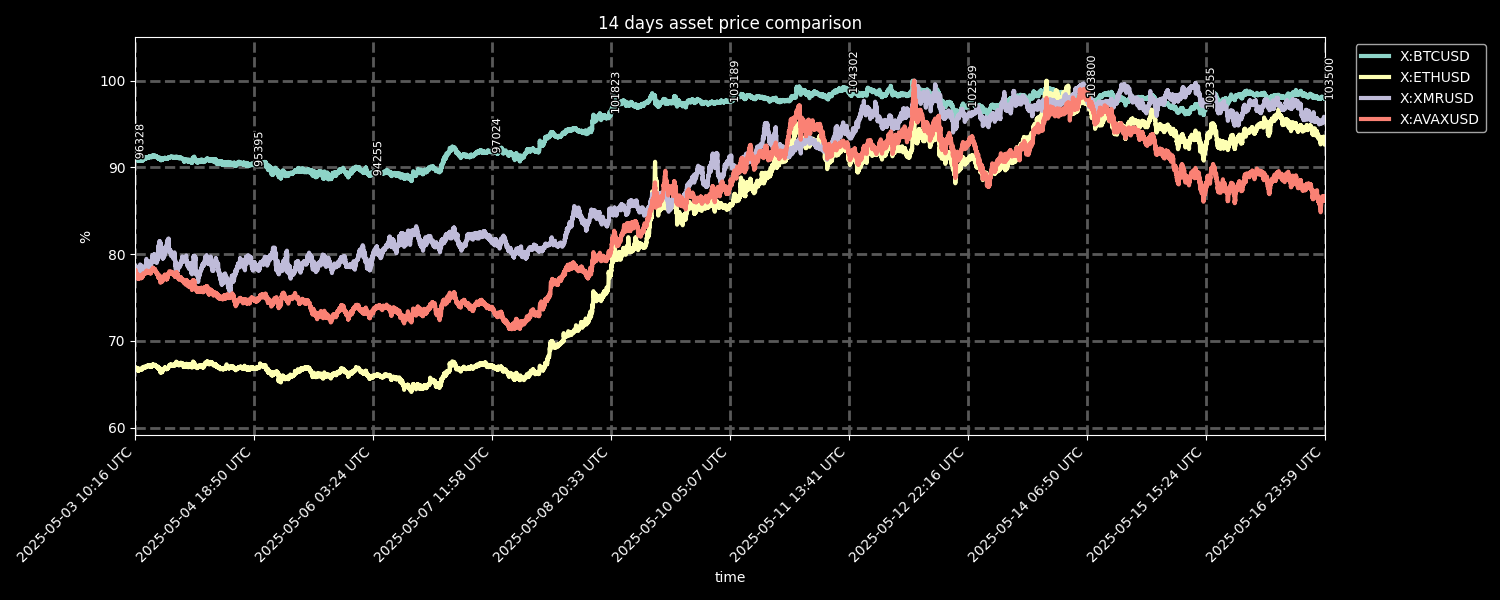 14 days asset price comparison
X:BTCUSD
X:ETHUSD
X:XMRUSD
X:AVAXUSD
100
90
80
70
60
%
96328
95395
94255
97024
101823
103189
104302
102599
103800
102355
103500
2025-05-03 10:16 UTC
2025-05-04 18:50 UTC
2025-05-06 03:24 UTC
2025-05-07 11:58 UTC
2025-05-08 20:33 UTC
2025-05-10 05:07 UTC
2025-05-11 13:41 UTC
2025-05-12 22:16 UTC
2025-05-14 06:50 UTC
2025-05-15 15:24 UTC
2025-05-16 23:59 UTC
time